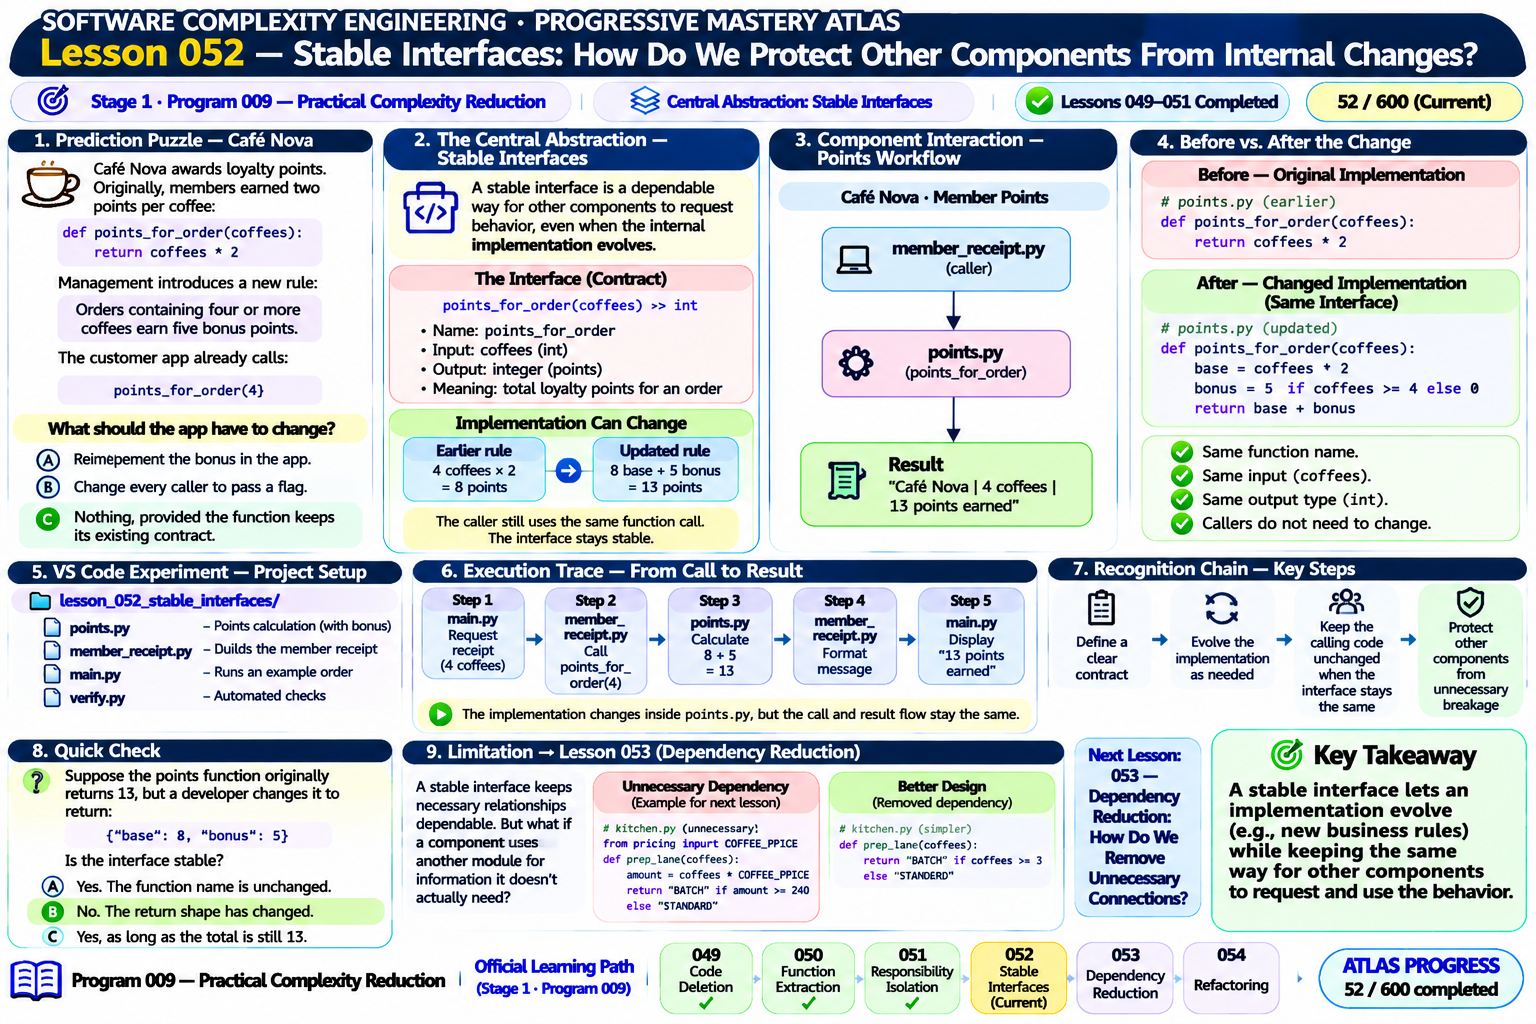 SOFTWARE COMPLEXITY ENGINEERING · PROGRESSIVE MASTERY ATLAS
Lesson 052 — Stable Interfaces: How Do We Protect Other Components From Internal Changes?
Stage 1 · Program 009 — Practical Complexity Reduction
Central Abstraction: Stable Interfaces
Lessons 049–051 Completed
52 / 600 (Current)
1. Prediction Puzzle — Café Nova
Café Nova awards loyalty points.
Originally, members earned two
points per coffee:
def points_for_order(coffees):
return coffees * 2
Management introduces a new rule:
Orders containing four or more
coffees earn five bonus points.
The customer app already calls:
points_for_order(4}
What should the app have to change?
A Reimepement the bonus in the app.
B Change every caller to pass a flag.
C Nothing, provided the function keeps
its existing contract.
2. The Central Abstraction —
Stable Interfaces
</>
A stable interface is a dependable
way for other components to request
behavior, even when the internal
implementation evolves.
The Interface (Contract)
points_for_order(coffees) >> int
• Name: points_for_order
• Input: coffees (int)
• Output: integer (points)
• Meaning: total loyalty points for an order
Implementation Can Change
Earlier rule
4 coffees × 2
= 8 points
Updated rule
8 base + 5 bonus
= 13 points
The caller still uses the same function call.
The interface stays stable.
3. Component Interaction —
Points Workflow
Café Nova · Member Points
member_receipt.py
(caller)
points.py
(points_for_order)
Result
“Café Nova | 4 coffees |
13 points earned”
4. Before vs. After the Change
Before — Original Implementation
# points.py (earlier)
def points_for_order(coffees):
return coffees * 2
After — Changed Implementation
(Same Interface)
# points.py (updated)
def points_for_order(coffees):
base = coffees * 2
bonus = 5 if coffees >= 4 else 0
return base + bonus
Same function name.
Same input (coffees).
Same output type (int).
Callers do not need to change.
5. VS Code Experiment — Project Setup
lesson_052_stable_interfaces/
points.py – Points calculation (with bonus)
member_receipt.py – Duilds the member receipt
main.py – Runs an example order
verify.py – Automated checks
6. Execution Trace — From Call to Result
Step 1
main.py
Request
receipt
(4 coffees)
Step 2
member_
receipt.py
Call
points_for_
order(4)
Step 3
points.py
Calculate
8 + 5
= 13
Step 4
member_
receipt.py
Format
message
Step 5
main.py
Display
“13 points
earned”
The implementation changes inside points.py, but the call and result flow stay the same.
7. Recognition Chain — Key Steps
Define a
clear
contract
Evolve the
implementation
as needed
Keep the
calling code
unchanged
when the
interface stays
the same
Protect
other
components
from
unnecessary
breakage
8. Quick Check
?
Suppose the points function originally
returns 13, but a developer changes it to
return:
{“base“: 8, “bonus“: 5}
Is the interface stable?
A Yes. The function name is unchanged.
B No. The return shape has changed.
C Yes, as long as the total is still 13.
9. Limitation → Lesson 053 (Dependency Reduction)
A stable interface keeps
necessary relationships
dependable. But what if
a component uses
another module for
information it doesn’t
actually need?
Unnecessary Dependency
(Example for next lesson)
# kitchen.py (unnecessary)
from pricing inpurt COFFEE_PPICE
def prep_lane(coffees):
amount = coffees * COFFEE_PPICE
return “BATCH” if amount >= 240
else “STANDARD”
Better Design
(Removed dependency)
# kitchen.py (simpler)
def prep_lane(coffees):
return “BATCH” if coffees >= 3
else “STANDERD”
Next Lesson:
053 —
Dependency
Reduction:
How Do We
Remove
Unnecessary
Connections?
Key Takeaway
A stable interface lets an
implementation evolve
(e.g., new business rules)
while keeping the same
way for other components
to request and use the behavior.
Program 009 — Practical Complexity Reduction
Official Learning Path
(Stage 1 · Program 009)
049
Code
Deletion
050
Function
Extraction
051
Responsibility
Isolation
052
Stable
Interfaces
(Current)
053
Dependency
Reduction
054
Refactoring
ATLAS PROGRESS
52 / 600 completed